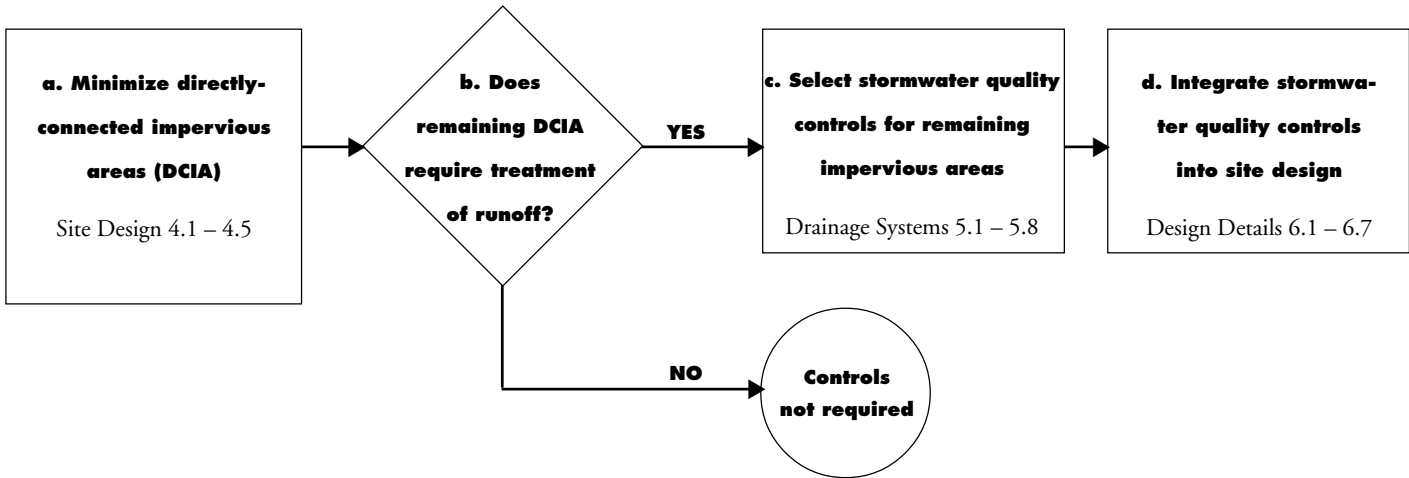 a. Minimize directly-
connected impervious
areas (DCIA)
Site Design 4.1 – 4.5
b. Does
remaining DCIA
require treatment
of runoff?
YES
c. Select stormwater quality
controls for remaining
impervious areas
Drainage Systems 5.1 – 5.8
d. Integrate stormwa-
ter quality controls
into site design
Design Details 6.1 – 6.7
NO
Controls
not required